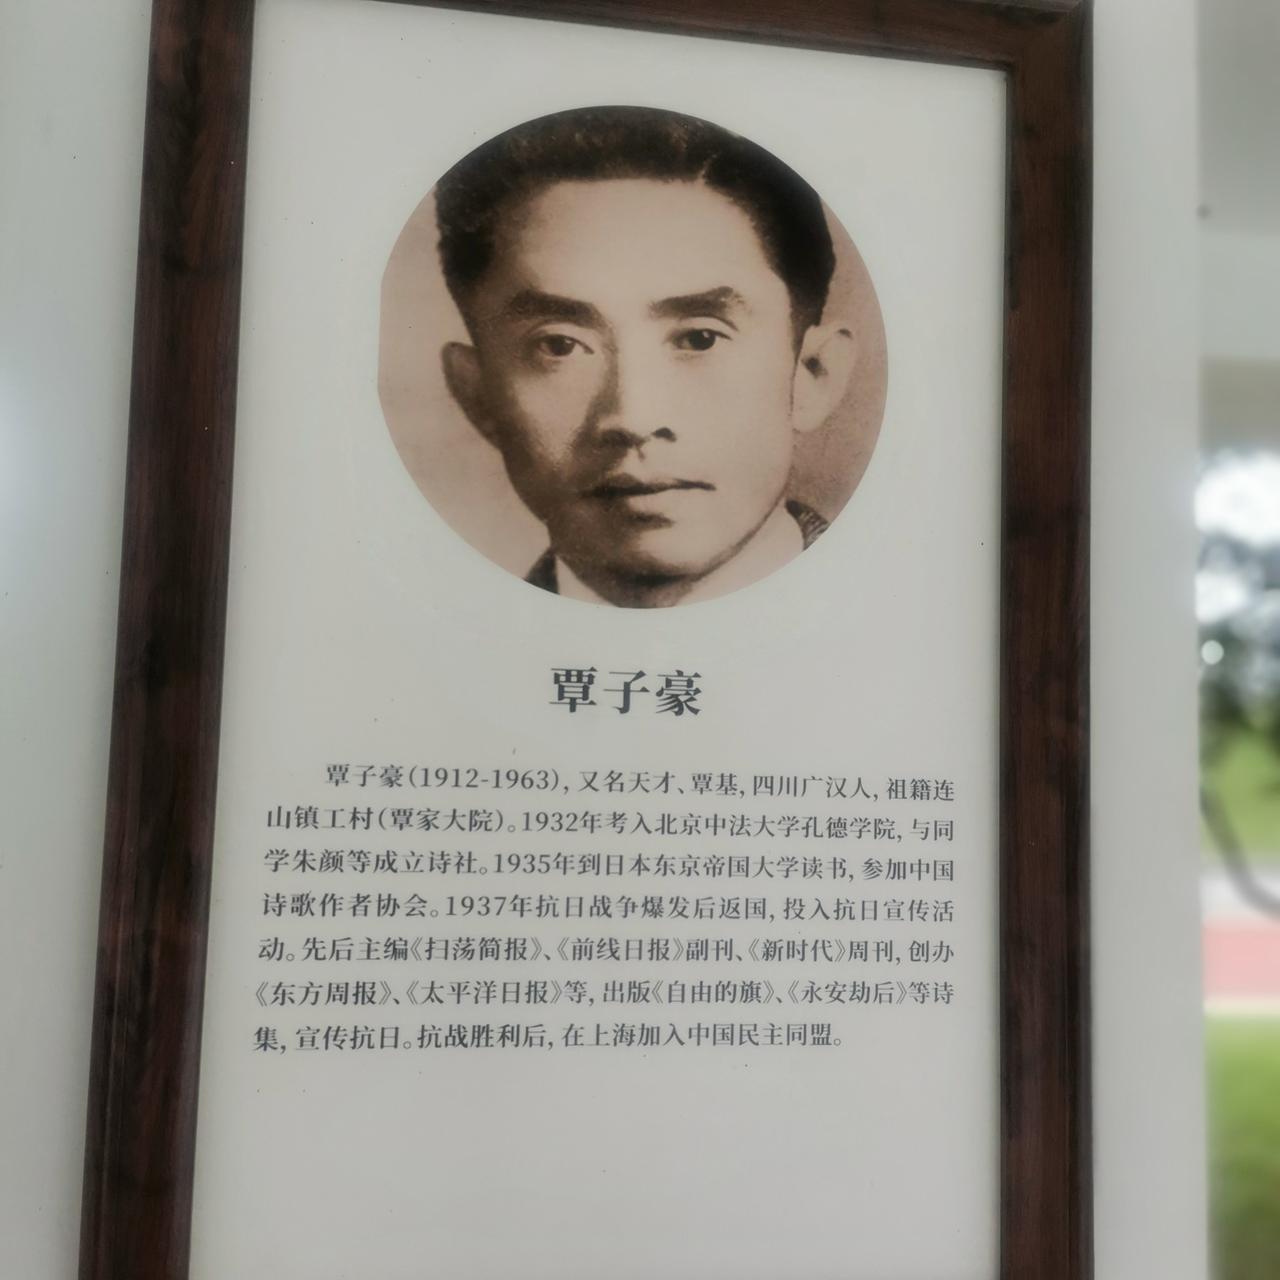 覃子豪
覃子豪(1912-1963), 又名天才、覃基, 四川广汉人, 祖籍连
山镇工村(覃家大院)。1932年考入北京中法大学孔德学院, 与同
学朱颜等成立诗社。1935年到日本东京帝国大学读书, 参加中国
诗歌作者协会。1937年抗日战争爆发后返国, 投入抗日宣传活
动。先后主编《扫荡简报》、《前线日报》副刊、《新时代》周刊, 创办
《东方周报》、《太平洋日报》等, 出版《自由的旗》、《永安劫后》等诗
集, 宣传抗日。抗战胜利后, 在上海加入中国民主同盟。